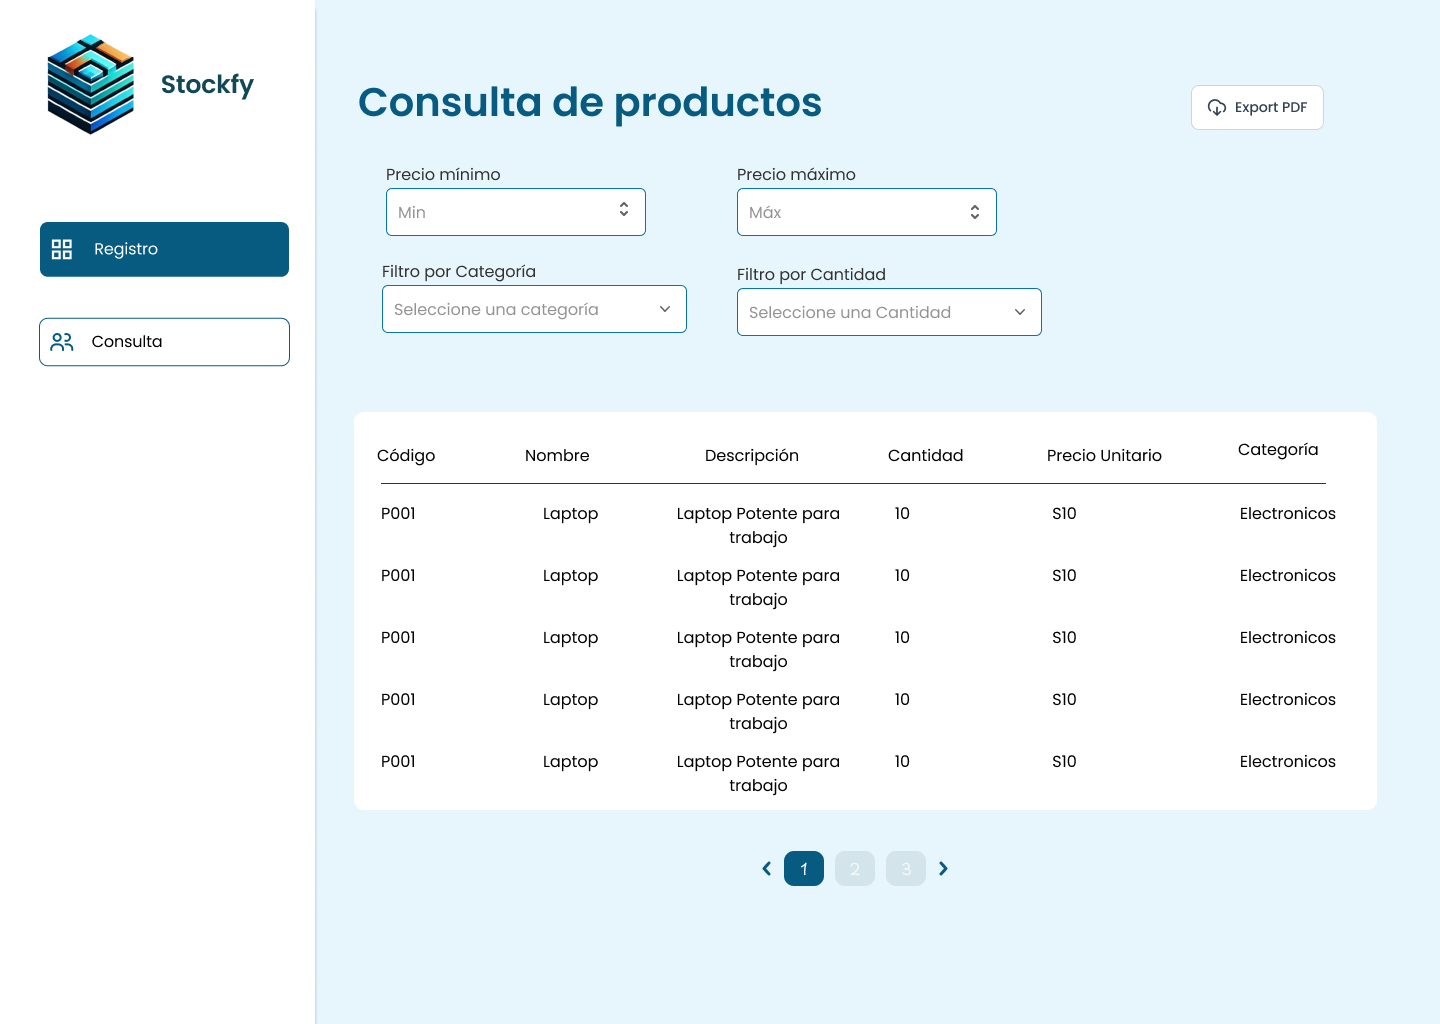 Stockfy
Registro
Consulta
Consulta de productos
Export PDF
Precio mínimo
Precio máximo
Min
Máx
Filtro por Categoría
Filtro por Cantidad
Seleccione una categoría
Seleccione una Cantidad
Código Nombre Descripción Cantidad Precio Unitario Categoría
P001 Laptop Laptop Potente para 10 S10 Electronicos
trabajo
P001 Laptop Laptop Potente para 10 S10 Electronicos
trabajo
P001 Laptop Laptop Potente para 10 S10 Electronicos
trabajo
P001 Laptop Laptop Potente para 10 S10 Electronicos
trabajo
P001 Laptop Laptop Potente para 10 S10 Electronicos
trabajo
1 2 3